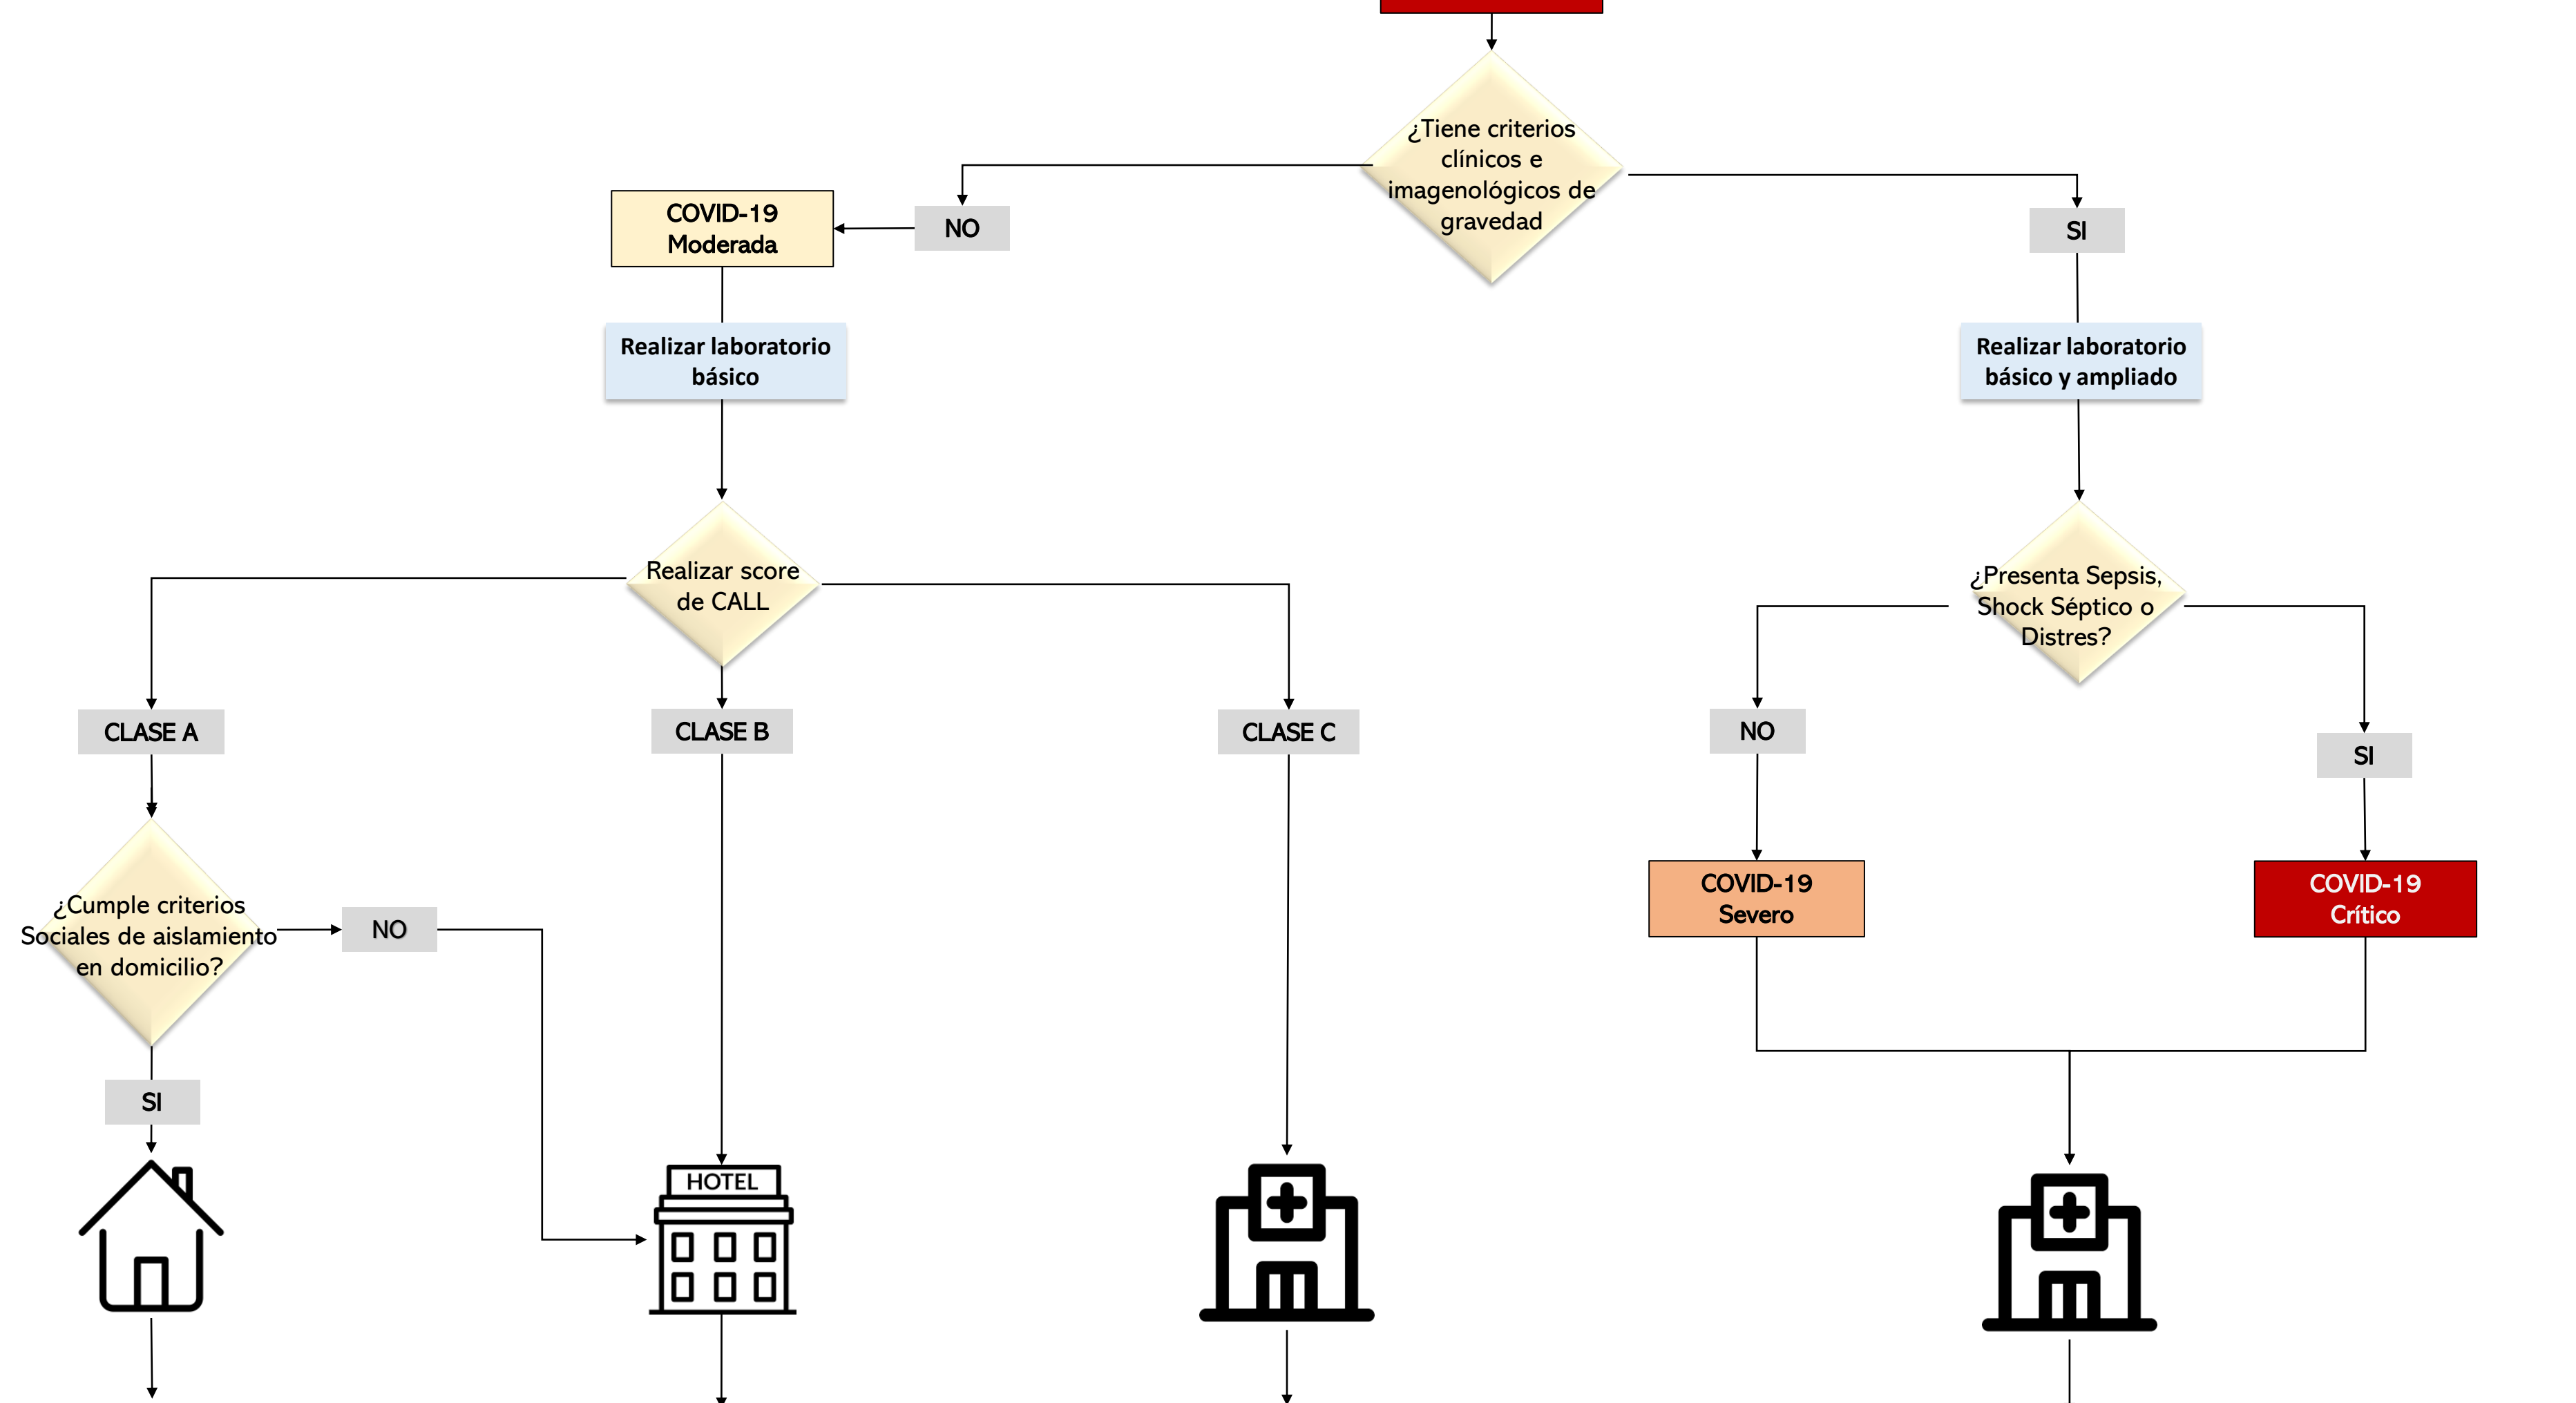 ¿Tiene criterios
clínicos e
imagenológicos de
gravedad
COVID-19
Moderada
NO
SI
Realizar laboratorio
básico
Realizar laboratorio
básico y ampliado
Realizar score
de CALL
¿Presenta Sepsis,
Shock Séptico o
Distres?
CLASE A
CLASE B
CLASE C
NO
SI
¿Cumple criterios
Sociales de aislamiento
en domicilio?
NO
COVID-19
Severo
COVID-19
Crítico
SI
HOTEL